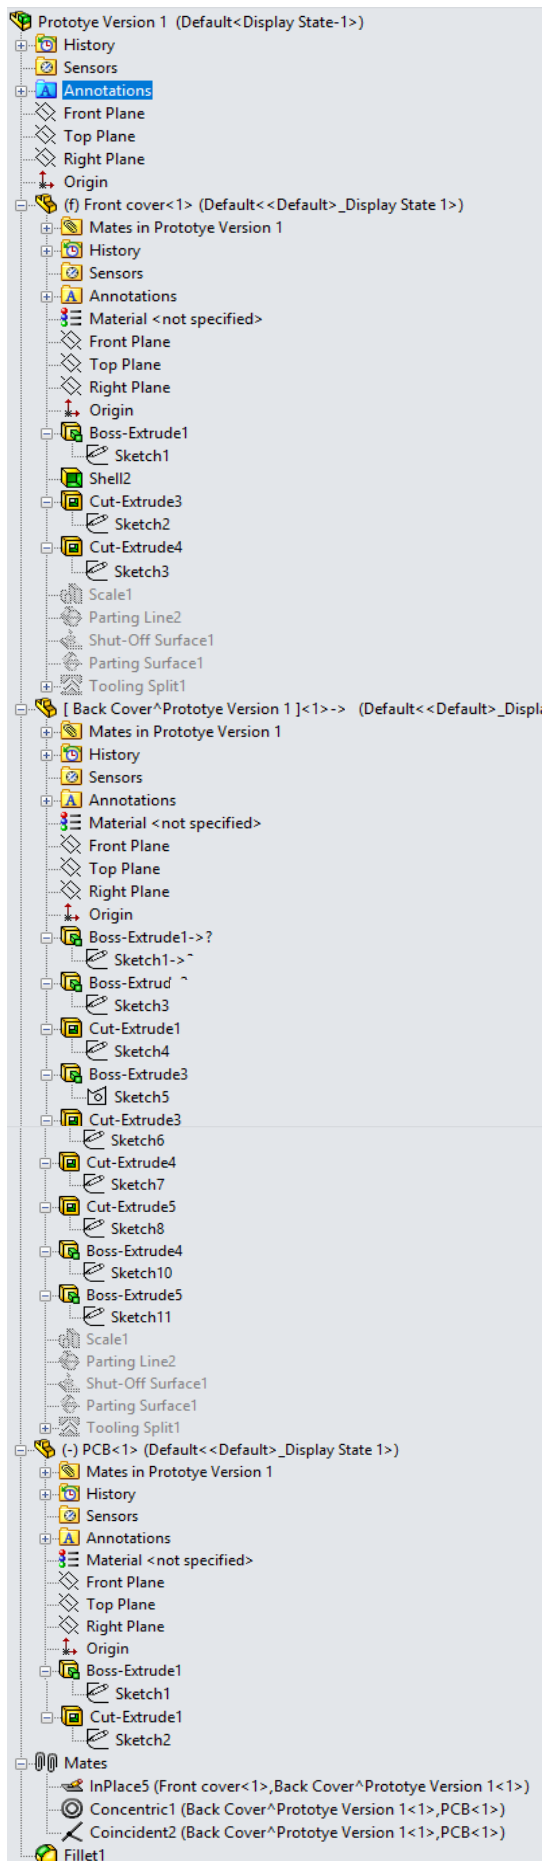 Prototye Version 1 (Default<Display State-1>)
History
Sensors
Annotations
Front Plane
Top Plane
Right Plane
Origin
(f) Front cover<1> (Default<<Default>_Display State 1>)
Mates in Prototye Version 1
History
Sensors
Annotations
Material <not specified>
Front Plane
Top Plane
Right Plane
Origin
Boss-Extrude1
Sketch1
Shell2
Cut-Extrude3
Sketch2
Cut-Extrude4
Sketch3
Scale1
Parting Line2
Shut-Off Surface1
Parting Surface1
Tooling Split1
[ Back Cover^Prototye Version 1 ]<1>-> (Default<<Default>_Displa
Mates in Prototye Version 1
History
Sensors
Annotations
Material <not specified>
Front Plane
Top Plane
Right Plane
Origin
Boss-Extrude1->?
Sketch1->
Boss-Extrud
Sketch3
Cut-Extrude1
Sketch4
Boss-Extrude3
Sketch5
Cut-Extrude3
Sketch6
Cut-Extrude4
Sketch7
Cut-Extrude5
Sketch8
Boss-Extrude4
Sketch10
Boss-Extrude5
Sketch11
Scale1
Parting Line2
Shut-Off Surface1
Parting Surface1
Tooling Split1
(-) PCB<1> (Default<<Default>_Display State 1>)
Mates in Prototye Version 1
History
Sensors
Annotations
Material <not specified>
Front Plane
Top Plane
Right Plane
Origin
Boss-Extrude1
Sketch1
Cut-Extrude1
Sketch2
Mates
InPlace5 (Front cover<1>,Back Cover^Prototye Version 1<1>)
Concentric1 (Back Cover^Prototye Version 1<1>,PCB<1>)
Coincident2 (Back Cover^Prototye Version 1<1>,PCB<1>)
Fillet1